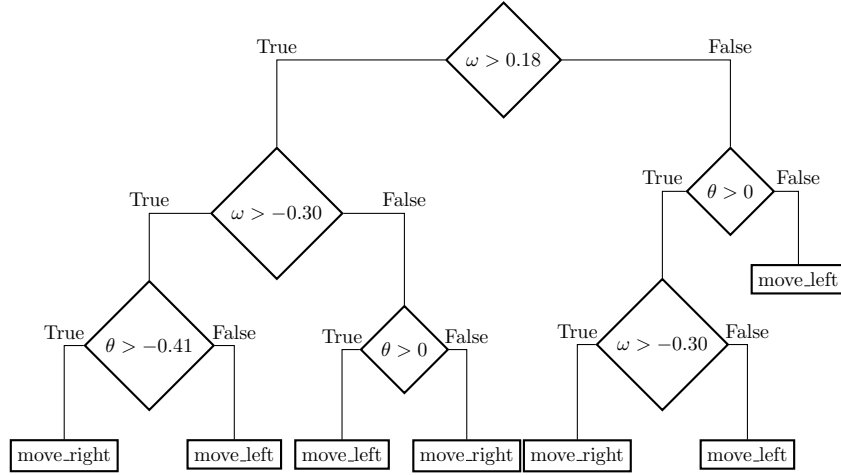 True
False
ω > 0.18
True
False
ω > −0.30
True
False
θ > 0
move_left
True
False
θ > −0.41
True
False
θ > 0
True
False
ω > −0.30
move_right
move_left
move_left
move_right
move_right
move_left